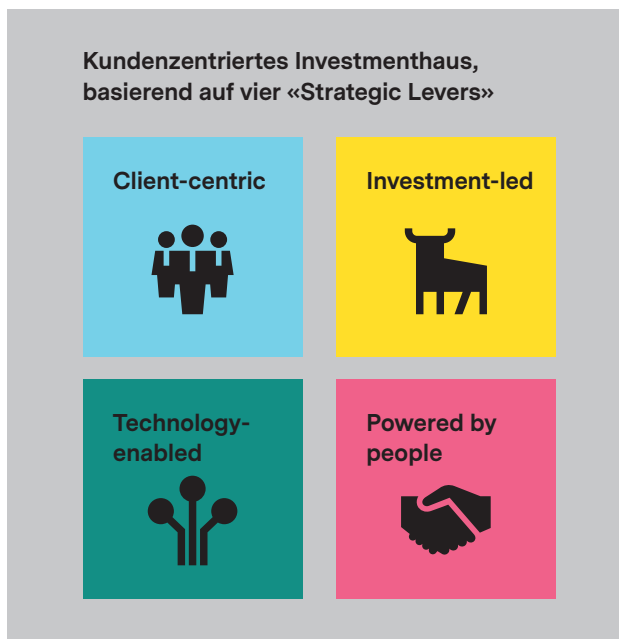 Kundenzentriertes Investmenthaus,
basierend auf vier «Strategic Levers»
Client-centric
Investment-led
Technology-
enabled
Powered by
people